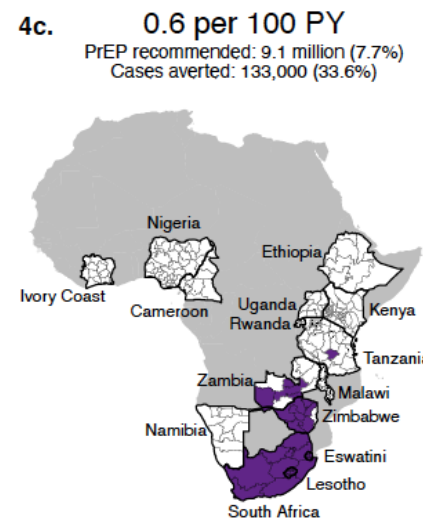 4c.
0.6 per 100 PY
PrEP recommended: 9.1 million (7.7%)
Cases averted: 133,000 (33.6%)
Nigeria
Ethiopia
Ivory Coast
Cameroon
Uganda
Kenya
Rwanda
Tanzani
Zambia
Malawi
Zimbabwe
Namibia
Eswatini
Lesotho
South Africa